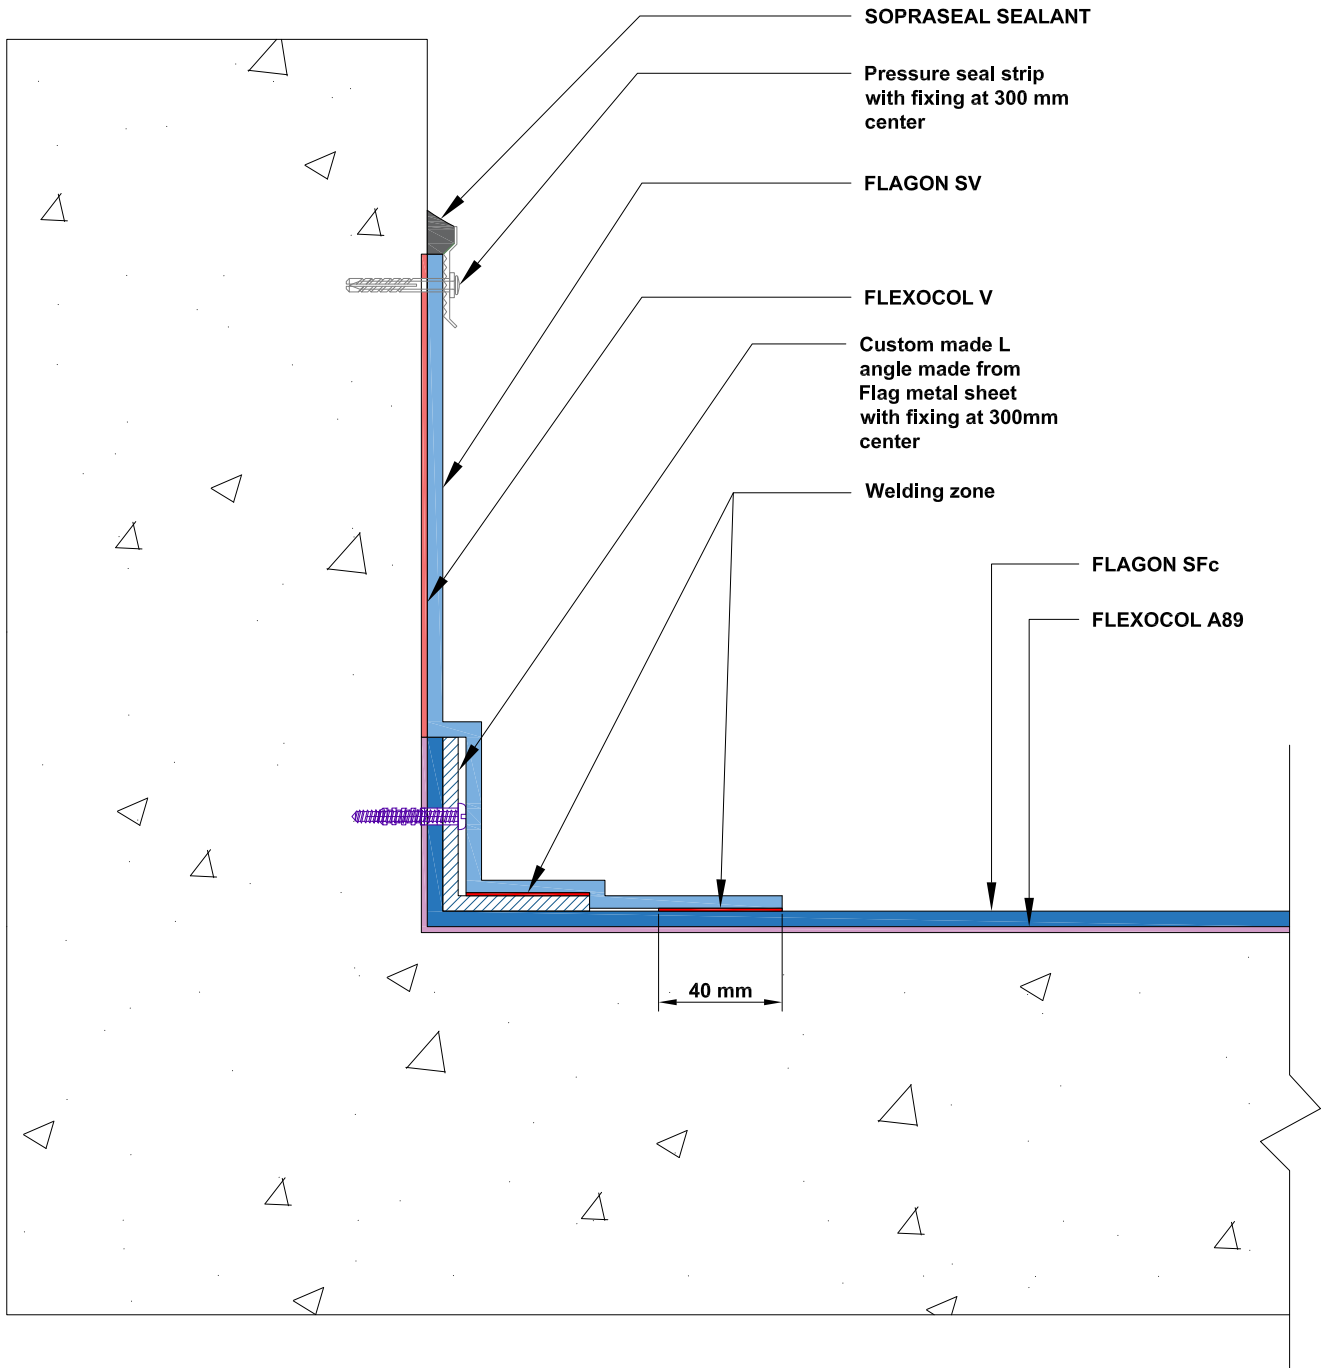 SOPRASEAL SEALANT
Pressure seal strip
with fixing at 300 mm
center
FLAGON SV
FLEXOCOL V
Custom made L
angle made from
Flag metal sheet
with fixing at 300mm
center
Welding zone
FLAGON SFc
FLEXOCOL A89
40 mm